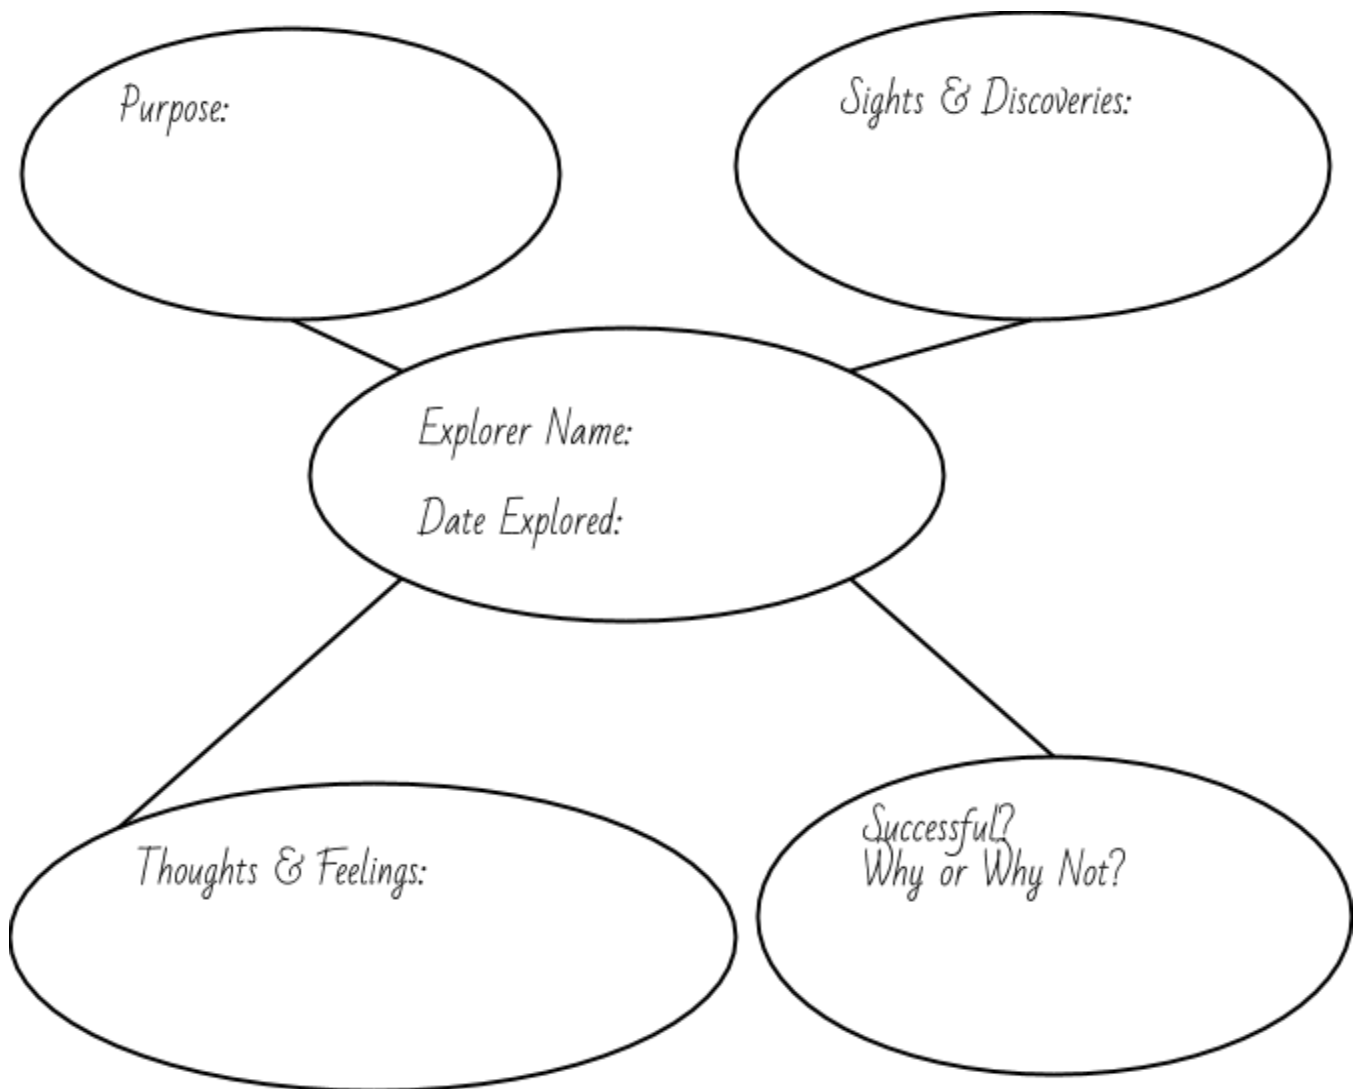 Purpose:
Sights & Discoveries:
Explorer Name:
Date Explored:
Thoughts & Feelings:
Successful?
Why or Why Not?